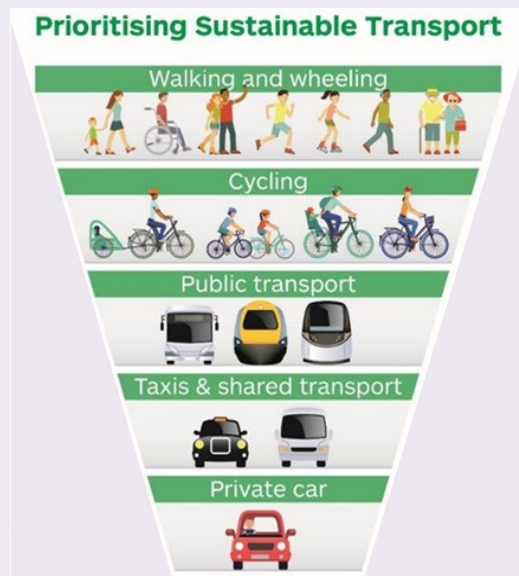 Prioritising Sustainable Transport
Walking and wheeling
Cycling
Public transport
Taxis & shared transport
Private car